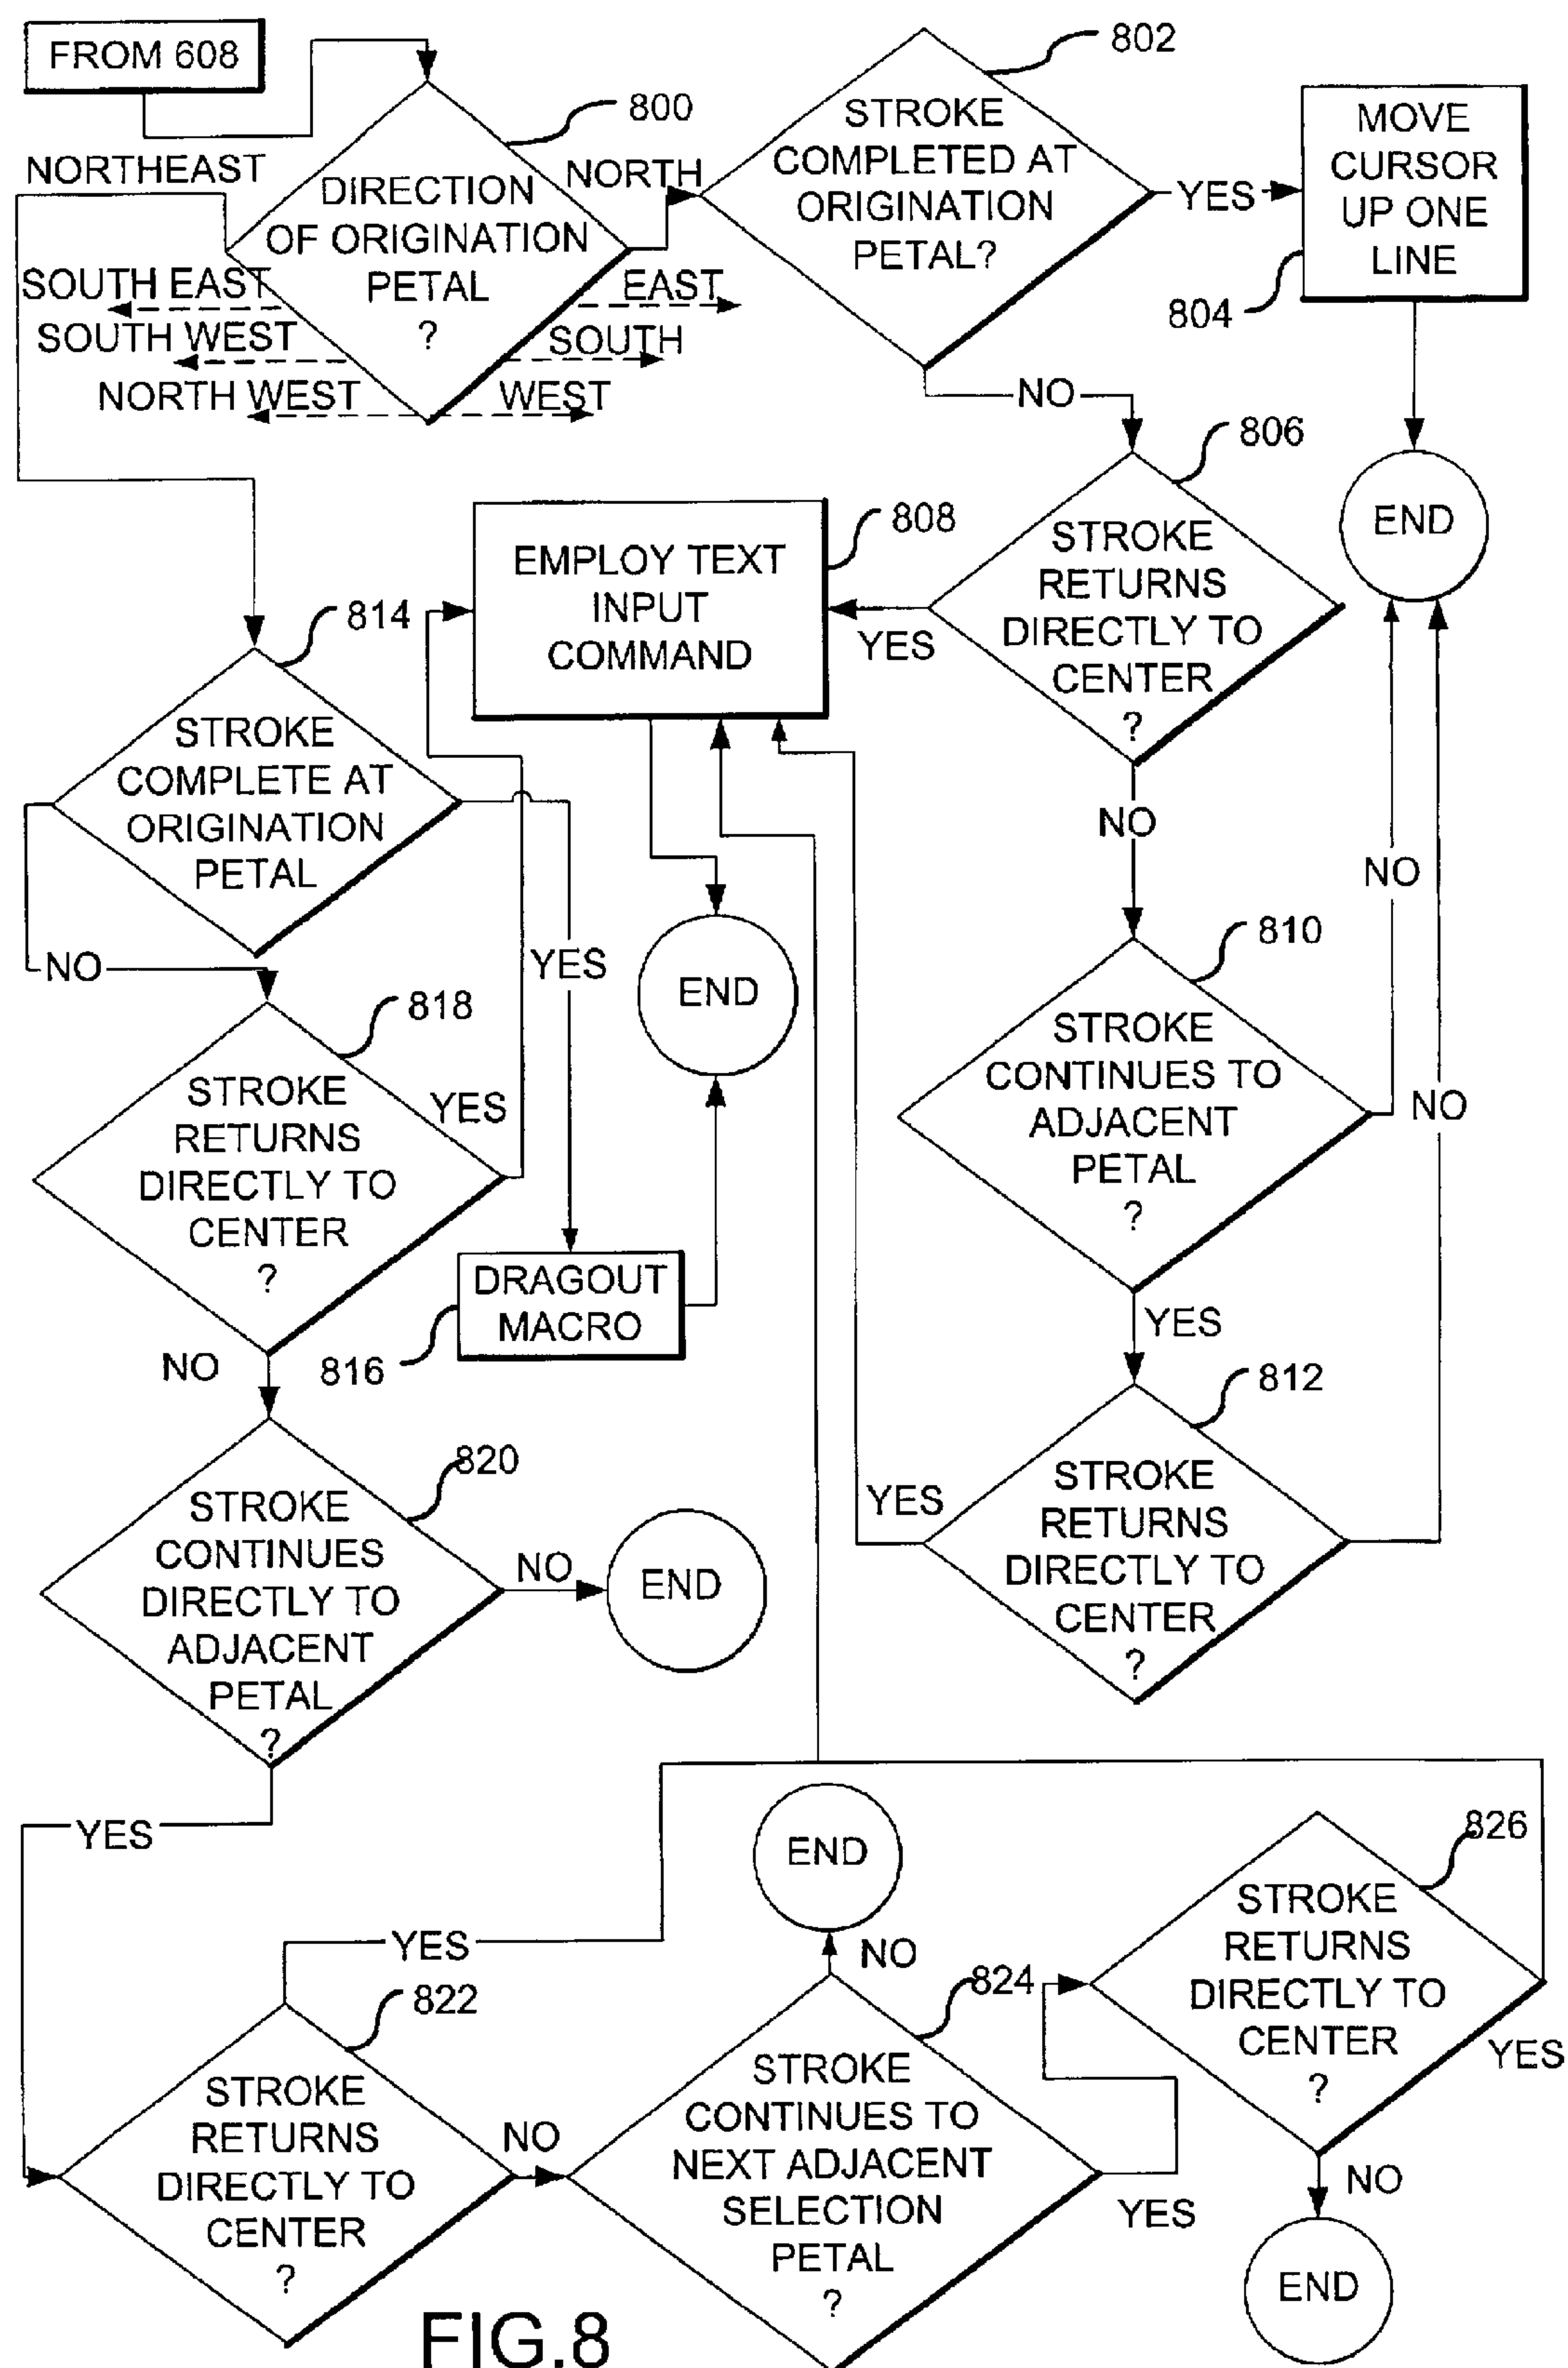 FROM 608
800
NORTHEAST
DIRECTION
OF ORIGINATION
PETAL
?
NORTH
SOUTH EAST
SOUTH WEST
NORTH WEST
EAST
SOUTH
WEST
802
STROKE
COMPLETED AT
ORIGINATION
PETAL?
YES
MOVE
CURSOR
UP ONE
LINE
804
NO
END
806
STROKE
RETURNS
DIRECTLY TO
CENTER
?
YES
808
EMPLOY TEXT
INPUT
COMMAND
NO
END
810
STROKE
CONTINUES TO
ADJACENT
PETAL
?
NO
NO
YES
812
STROKE
RETURNS
DIRECTLY TO
CENTER
?
YES
814
STROKE
COMPLETE AT
ORIGINATION
PETAL
NO
YES
818
STROKE
RETURNS
DIRECTLY TO
CENTER
?
YES
DRAGOUT
MACRO
816
NO
820
STROKE
CONTINUES
DIRECTLY TO
ADJACENT
PETAL
?
NO
END
YES
822
STROKE
RETURNS
DIRECTLY TO
CENTER
?
YES
NO
END
NO
824
STROKE
CONTINUES TO
NEXT ADJACENT
SELECTION
PETAL
?
YES
826
STROKE
RETURNS
DIRECTLY TO
CENTER
?
YES
NO
END
FIG.8